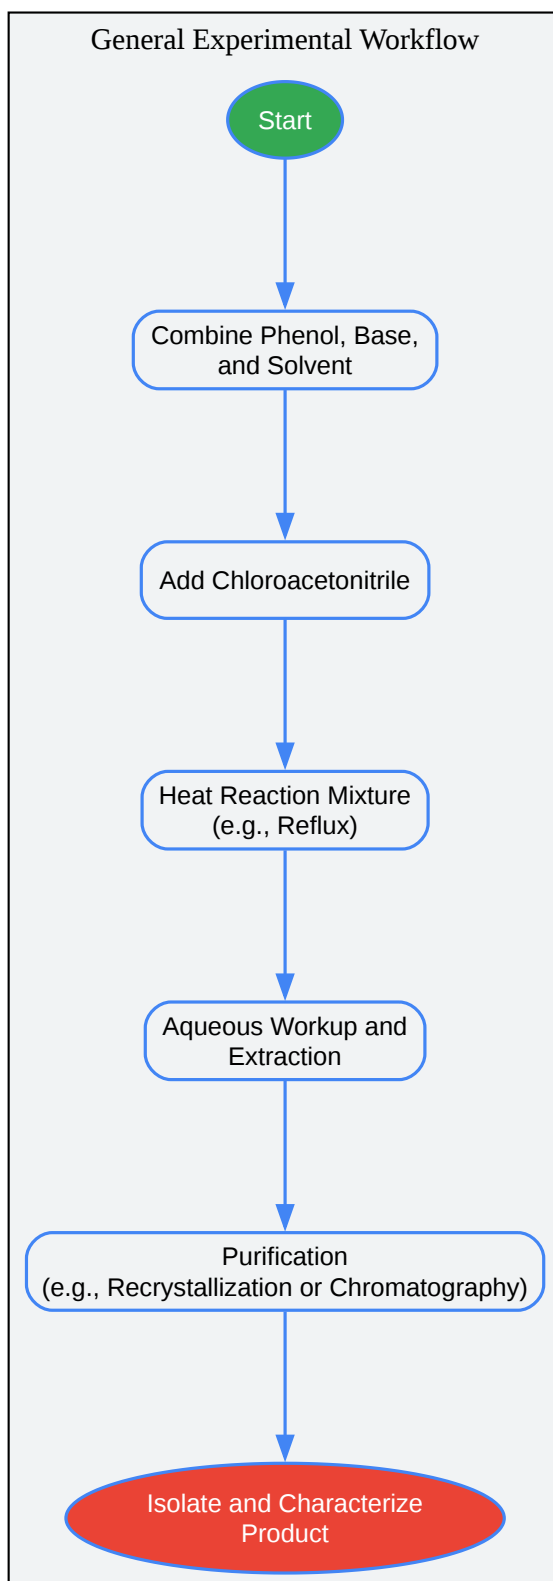 General Experimental Workflow
Start
Combine Phenol, Base,
and Solvent
Add Chloroacetonitrile
Heat Reaction Mixture
(e.g., Reflux)
Aqueous Workup and
Extraction
Purification
(e.g., Recrystallization or Chromatography)
Isolate and Characterize
Product